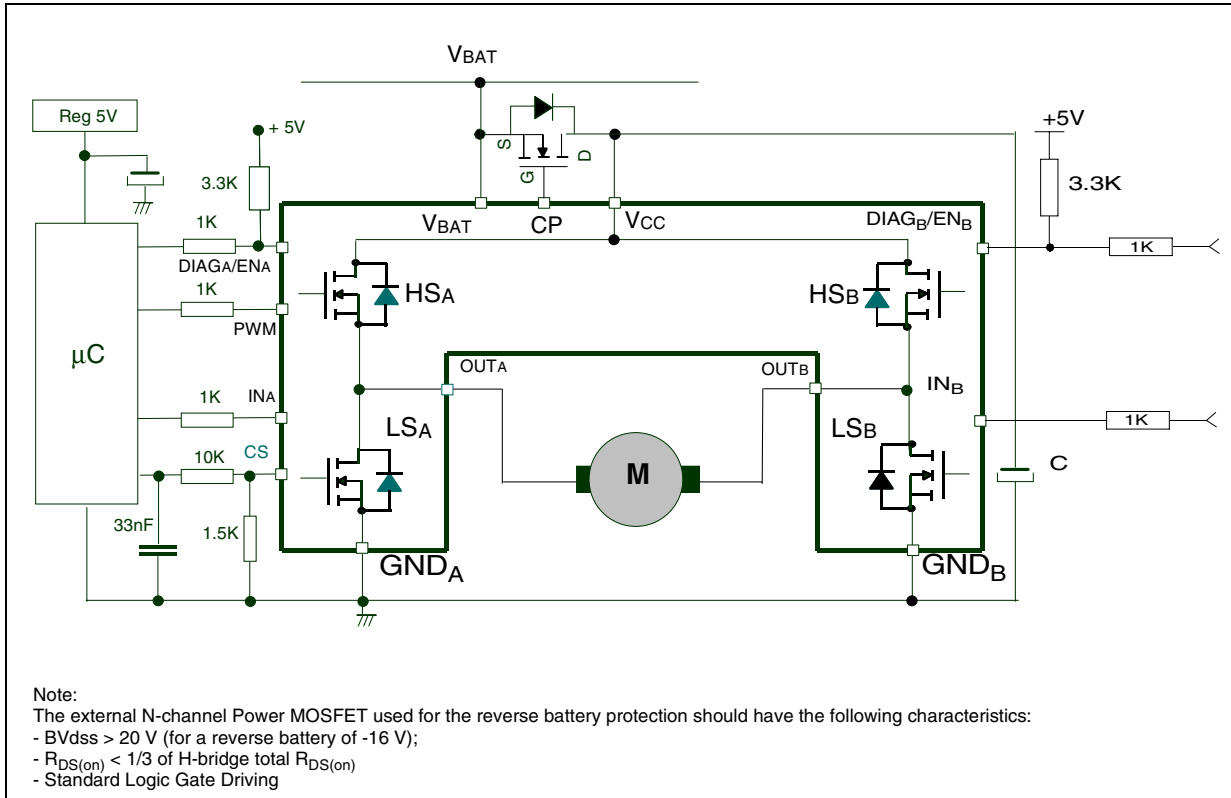 VBAT
Reg 5V
+ 5V
+5V
3.3K
3.3K
S
D
G
1K
VBAT
CP
VCC
DIAGB/ENB
1K
DIAGA/ENA
HSA
HSB
1K
PWM
µC
OUTA
OUTB
INA
INB
1K
1K
LSA
LSB
CS
10K
M
C
33nF
1.5K
GNDA
GNDB
Note:
The external N-channel Power MOSFET used for the reverse battery protection should have the following characteristics:
- BVdss > 20 V (for a reverse battery of -16 V);
- RDS(on) < 1/3 of H-bridge total RDS(on)
- Standard Logic Gate Driving